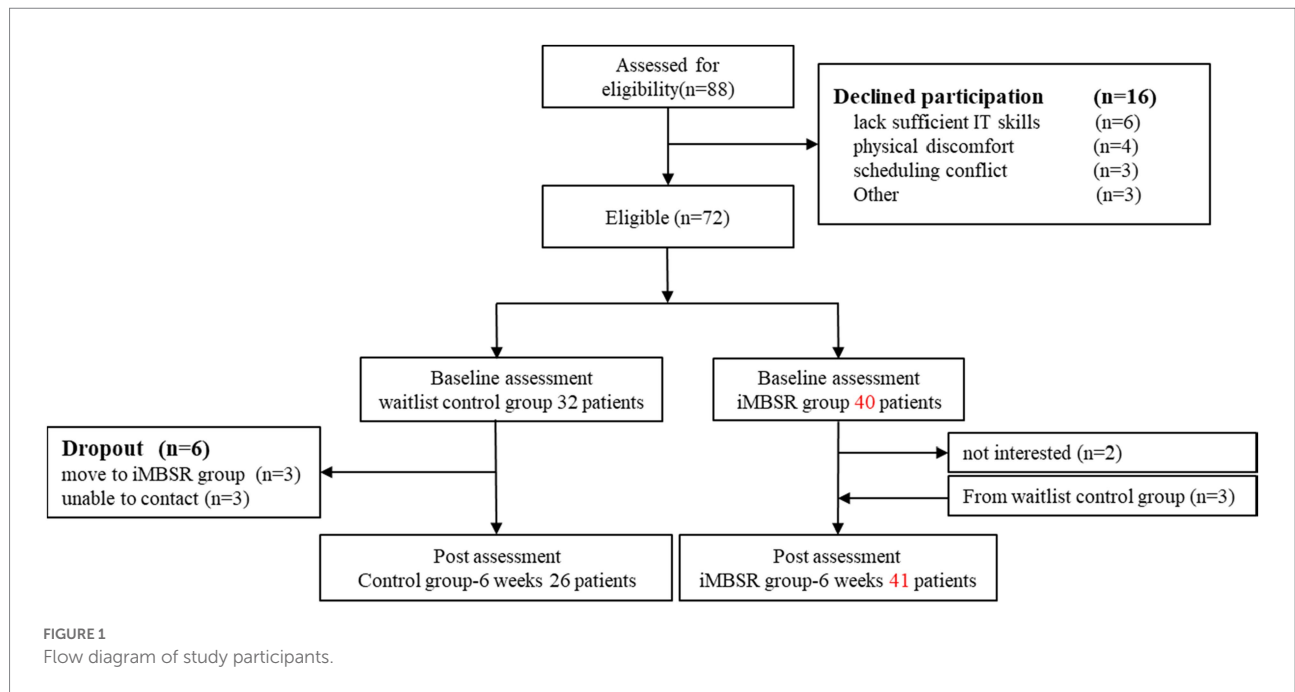 Assessed for
eligibility(n=88)
Declined participation (n=16)
lack sufficient IT skills (n=6)
physical discomfort (n=4)
scheduling conflict (n=3)
Other (n=3)
Eligible (n=72)
Baseline assessment
waitlist control group 32 patients
Baseline assessment
iMBSR group 40 patients
Dropout (n=6)
move to iMBSR group (n=3)
unable to contact (n=3)
not interested (n=2)
From waitlist control group (n=3)
Post assessment
Control group-6 weeks 26 patients
Post assessment
iMBSR group-6 weeks 41 patients
FIGURE 1
Flow diagram of study participants.